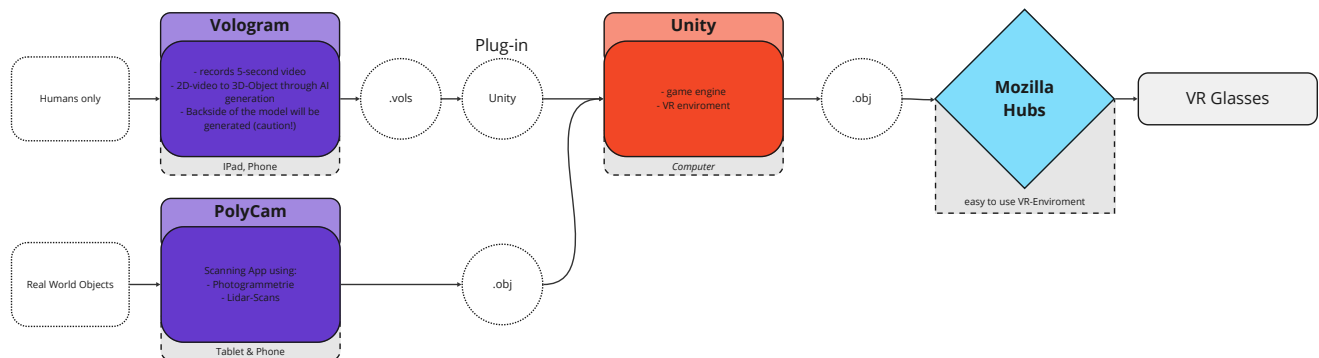 Humans only
Vologram
- records 5-second video
- 2D-video to 3D-Object through AI
generation
- Backside of the model will be
generated (caution!)
IPad, Phone
.vols
Plug-in
Unity
Unity
- game engine
- VR enviroment
Computer
.obj
Mozilla
Hubs
easy to use VR-Enviroment
VR Glasses
Real World Objects
PolyCam
Scanning App using:
- Photogrammetrie
- Lidar-Scans
Tablet & Phone
.obj